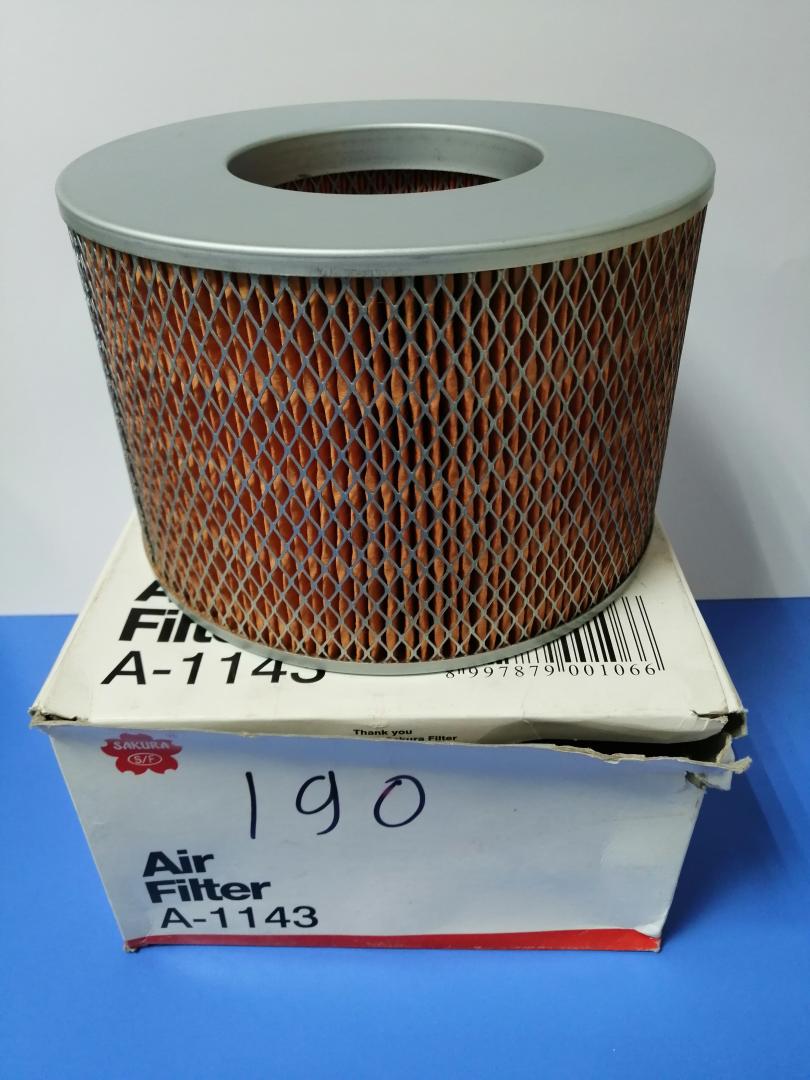 Filt
A-1143
8 997879 001066
Thank you
Sakura Filter
SAKURA
S/F
190
Air
Filter
A-1143